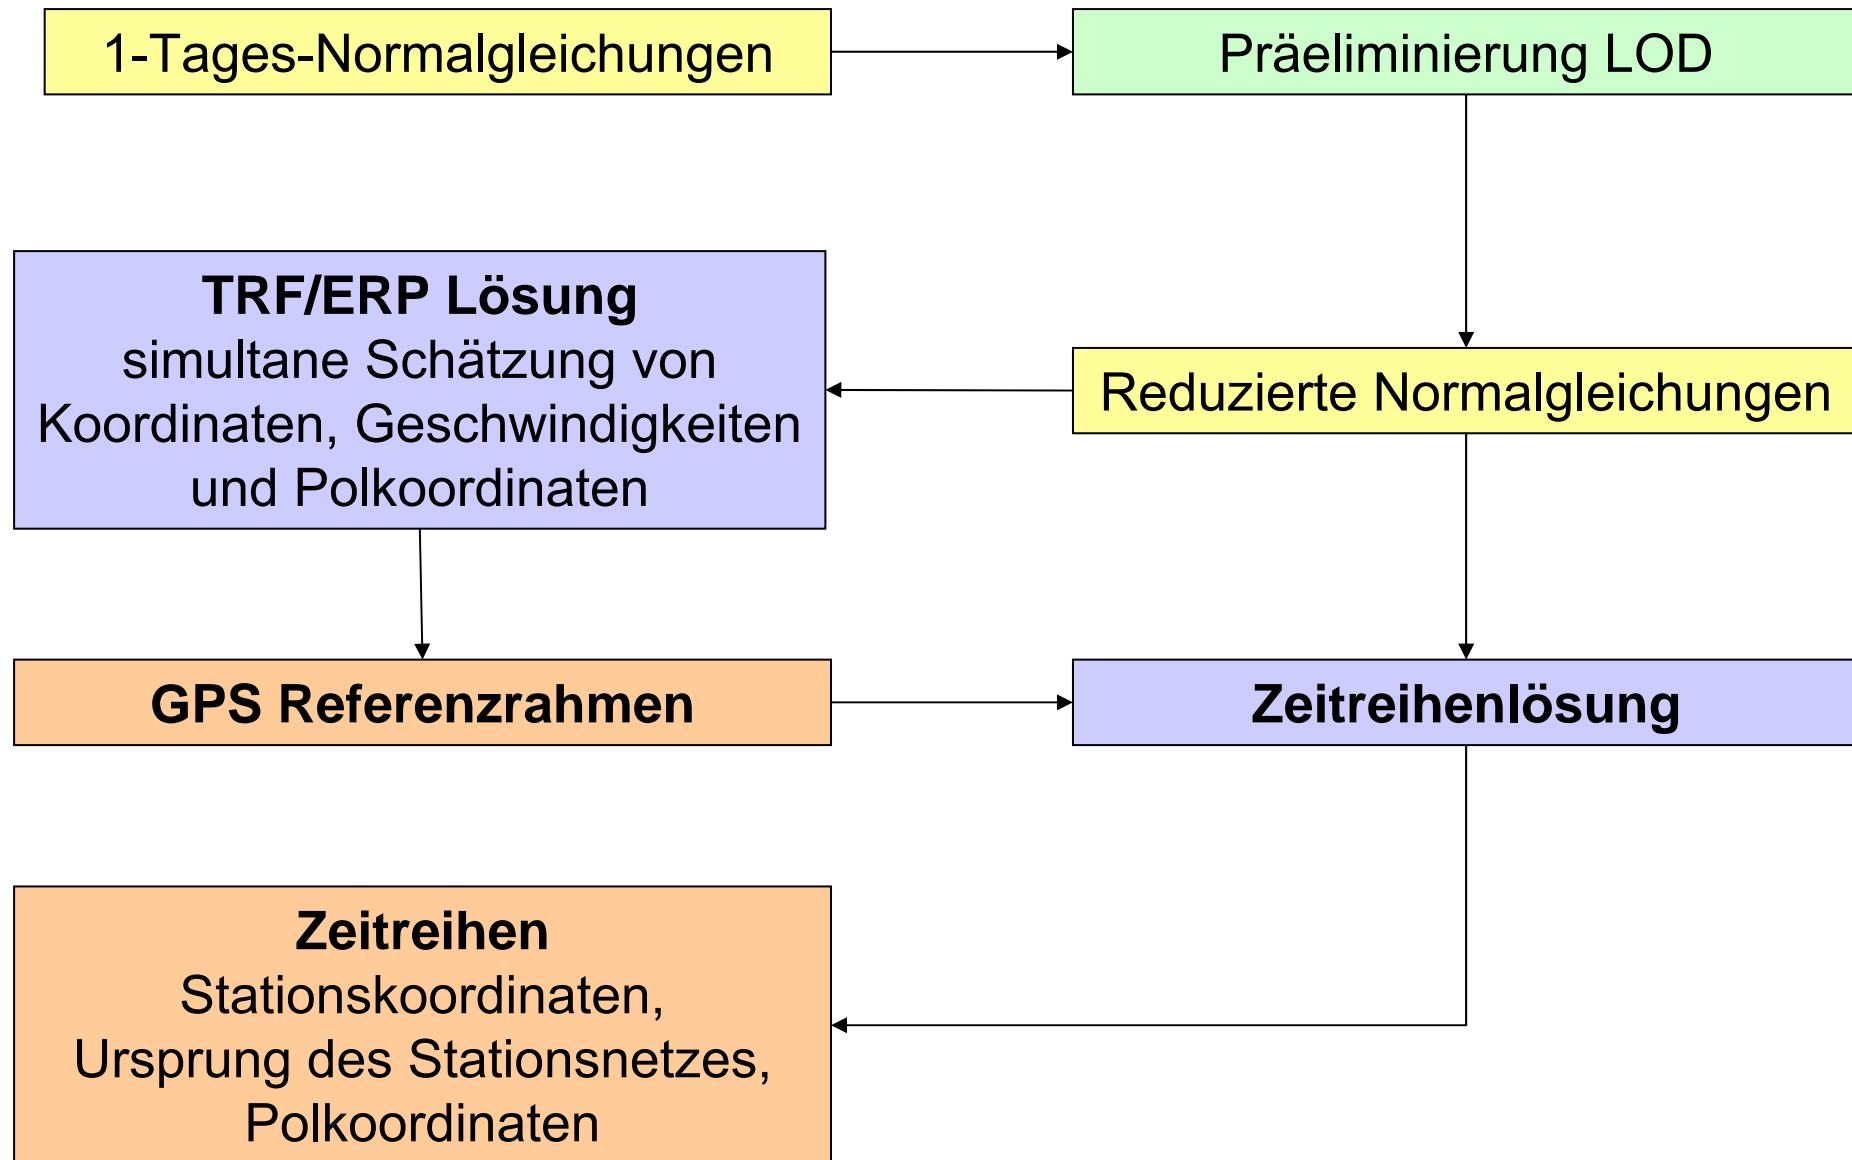 1-Tages-Normalgleichungen
Präeliminierung LOD
TRF/ERP Lösung
simultane Schätzung von
Koordinaten, Geschwindigkeiten
und Polkoordinaten
Reduzierte Normalgleichungen
GPS Referenzrahmen
Zeitreihenlösung
Zeitreihen
Stationskoordinaten,
Ursprung des Stationsnetzes,
Polkoordinaten